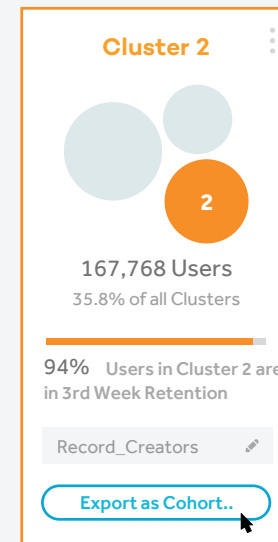 Cluster 2
2
167,768 Users
35.8% of all Clusters
94% Users in Cluster 2 are
in 3rd Week Retention
Record_Creators
Export as Cohort..